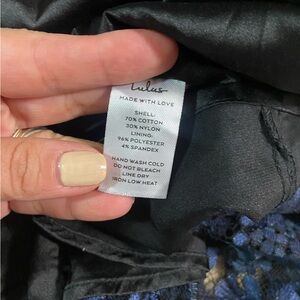 Lulus
MADE WITH LOVE
SHELL:
70% COTTON
30% NYLON
LINING:
96% POLYESTER
4% SPANDEX
HAND WASH COLD
DO NOT BLEACH
LINE DRY
IRON LOW HEAT